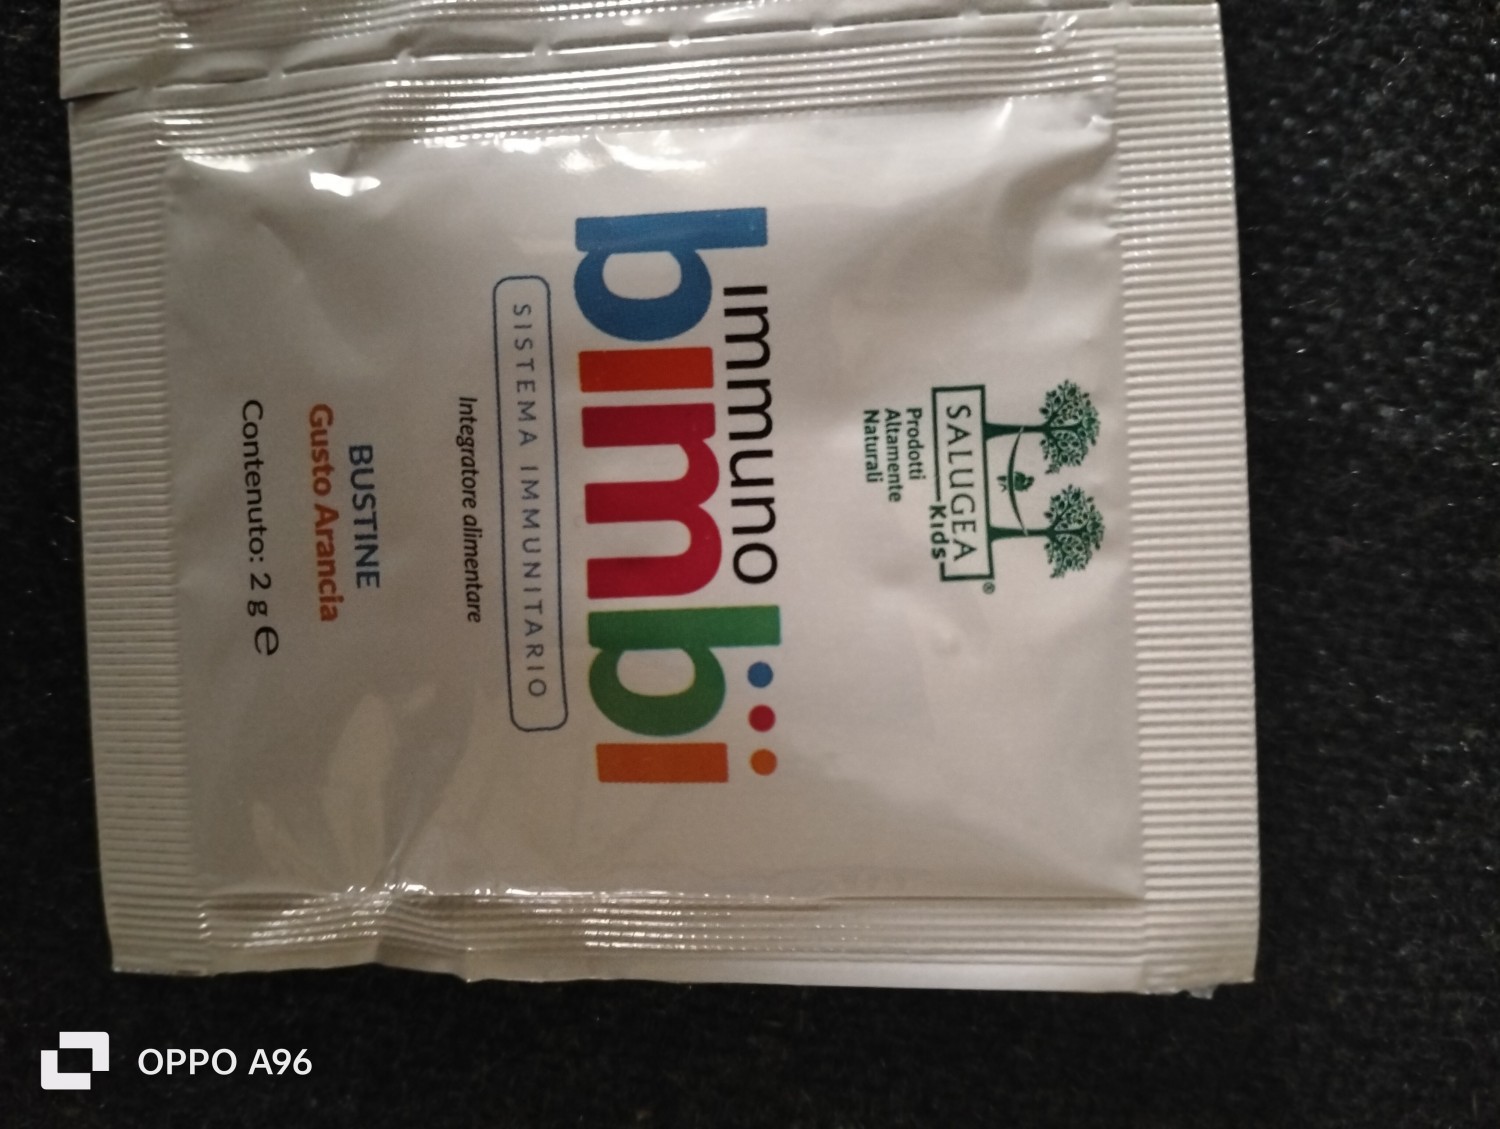 SALUGEA®
Kids
Prodotti
Altamente
Naturali
Immuno
bimbi
SISTEMA IMMUNITARIO
Integratore alimentare
BUSTINE
Gusto Arancia
Contenuto: 2 g e
OPPO A96